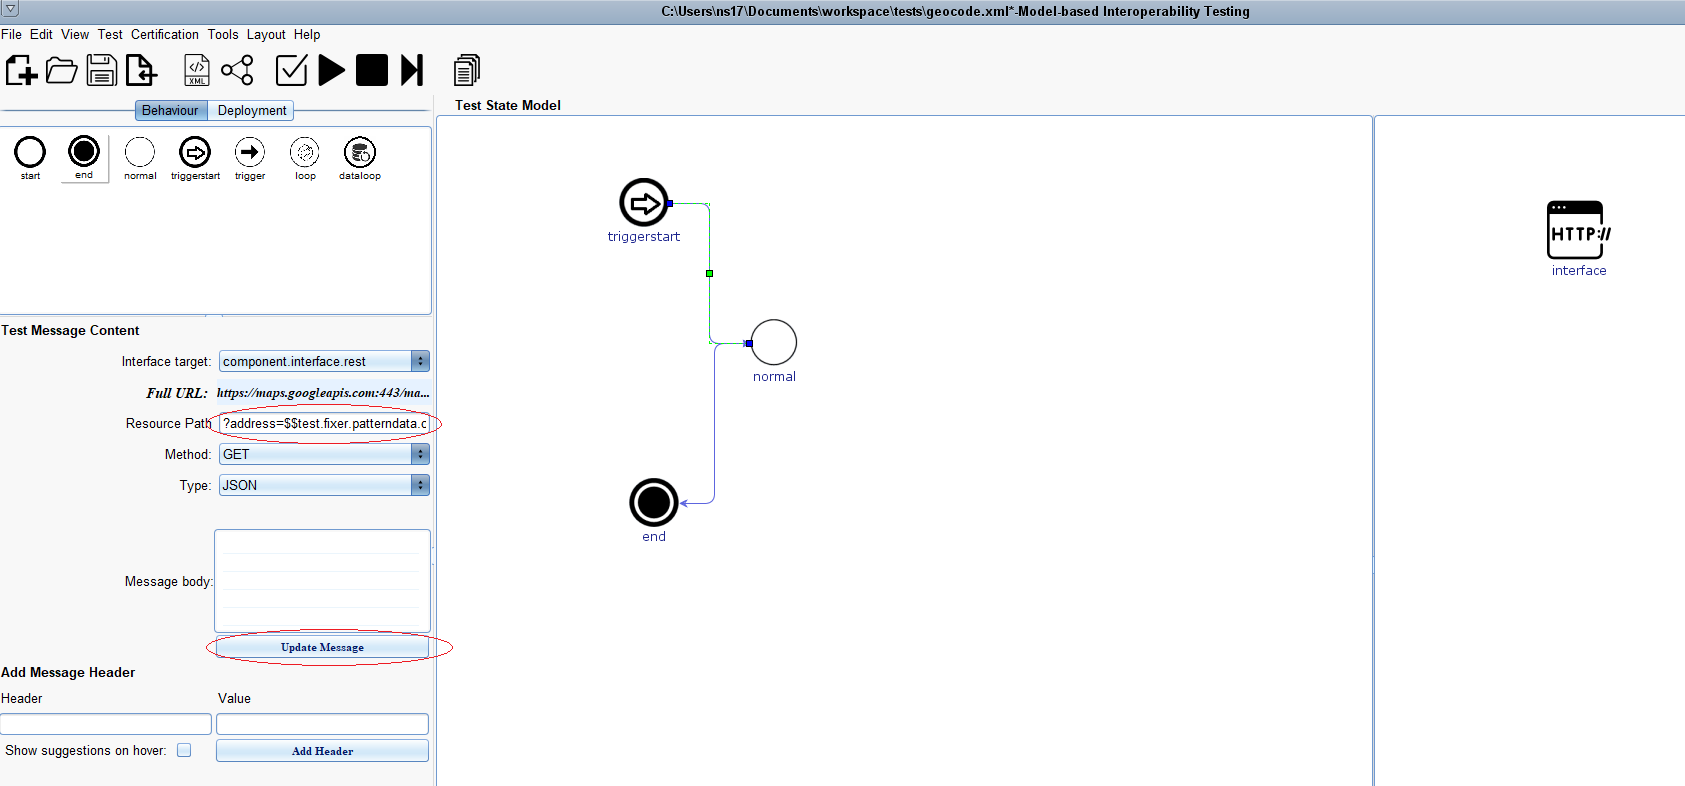 C:\Users\ns17\Documents\workspace\tests\geocode.xml*-Model-based Interoperability Testing
File Edit View Test Certification Tools Layout Help
XML
Behaviour Deployment
Test State Model
start end normal triggerstart trigger loop dataloop
triggerstart
HTTP://
interface
Test Message Content
Interface target: component.interface.rest
Full URL: https://maps.googleapis.com:443/ma...
Resource Path ?address=$$test.fixer.patterndata.c
normal
Method: GET
Type: JSON
end
Message body:
Update Message
Add Message Header
Header Value
Show suggestions on hover: Add Header